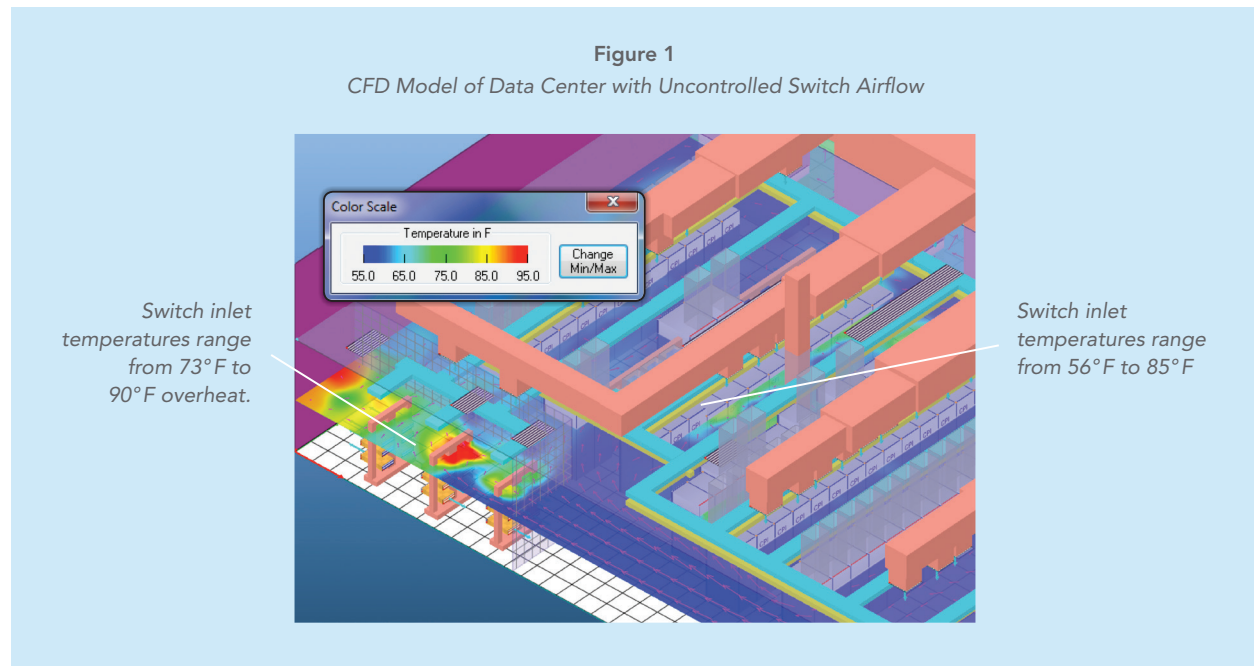 Figure 1
CFD Model of Data Center with Uncontrolled Switch Airflow
Color Scale
X
Temperature in F
55.0 65.0 75.0 85.0 95.0
Change
Min/Max
Switch inlet
temperatures range
from 73°F to
90°F overheat.
Switch inlet
temperatures range
from 56°F to 85°F